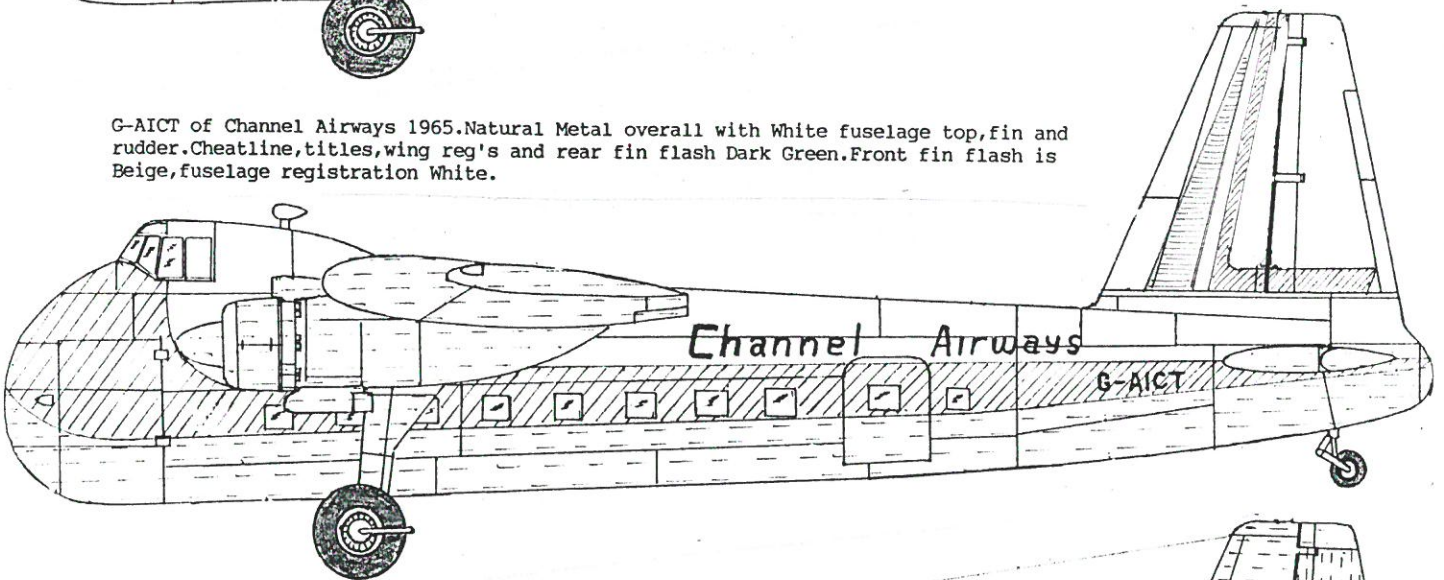 G-AICT of Channel Airways 1965.Natural Metal overall with White fuselage top,fin and
rudder.Cheatline,titles,wing reg's and rear fin flash Dark Green.Front fin flash is
Beige,fuselage registration White.
Channel Airways
G-AICT